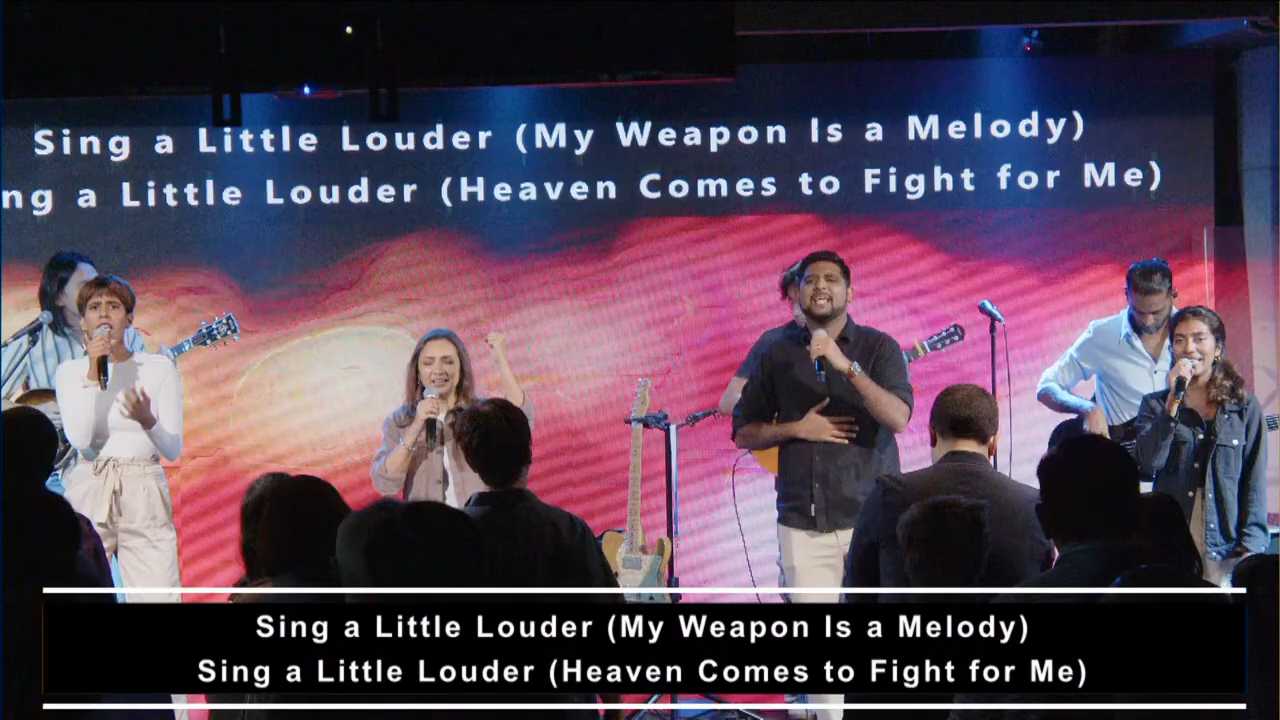 Sing a Little Louder (My Weapon Is a Melody)
ng a Little Louder (Heaven Comes to Fight for Me)
Sing a Little Louder (My Weapon Is a Melody)
Sing a Little Louder (Heaven Comes to Fight for Me)